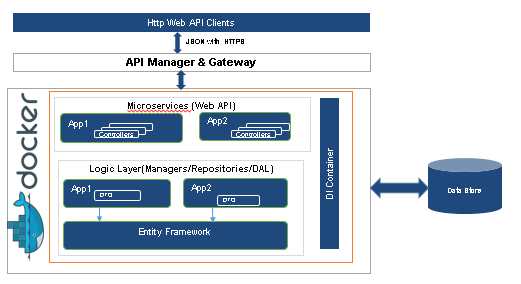 Http Web API Clients
JSON with HTTPS
API Manager & Gateway
docker
Microservices (Web API)
App1
Controllers
App2
Controllers
Logic Layer(Managers/Repositories/DAL)
App1
App2
Entity Framework
DI Container
Data Store